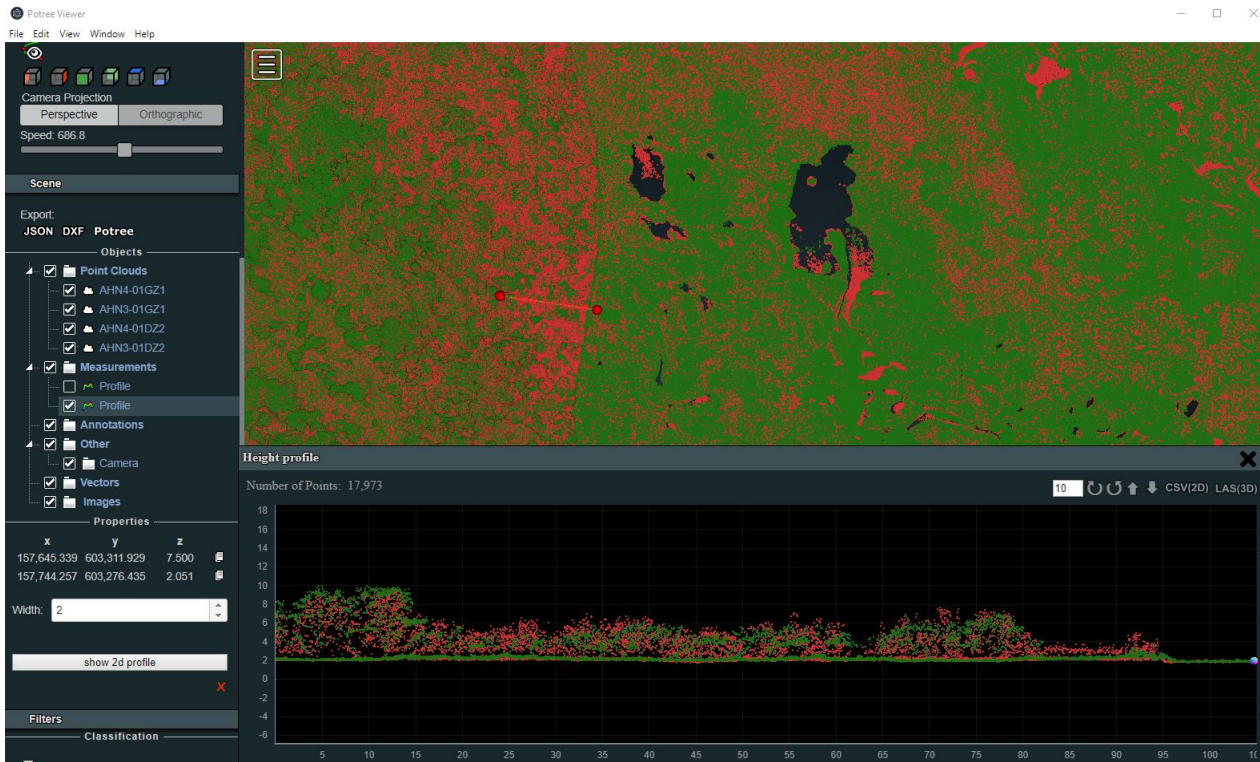 Potree Viewer
File Edit View Window Help
Camera Projection
Perspective Orthographic
Speed: 686.8
Scene
Export:
JSON DXF Potree
Objects
Point Clouds
AHN4-01GZ1
AHN3-01GZ1
AHN4-01DZ2
AHN3-01DZ2
Measurements
Profile
Profile
Annotations
Other
Camera
Vectors
Images
Properties
x y z
157,645.339 603,311.929 7.500
157,744.257 603,276.435 2.051
Width: 2
show 2d profile
Filters
Classification
Height profile
Number of Points: 17,973
10 CSV(2D) LAS(3D)
18
16
14
12
10
8
6
4
2
0
-2
-4
-6
5 10 15 20 25 30 35 40 45 50 55 60 65 70 75 80 85 90 95 100